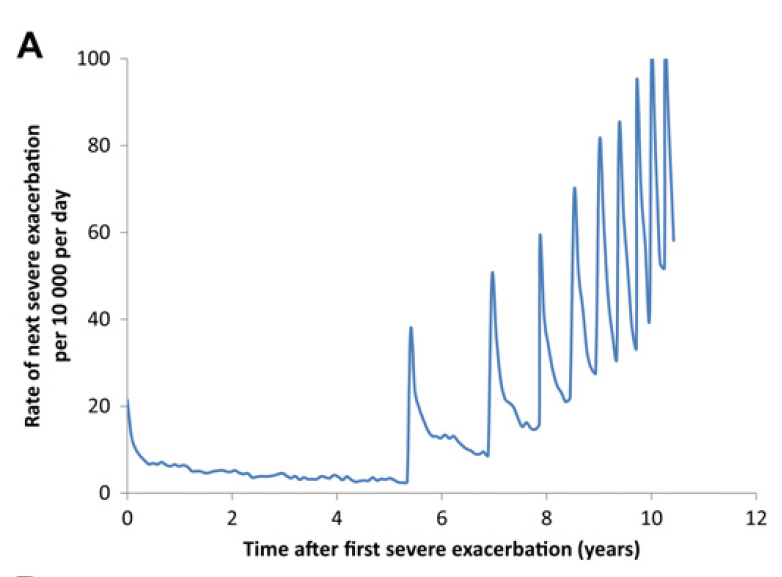 A
Rate of next severe exacerbation
per 10 000 per day
100
80
60
40
20
0
0 2 4 6 8 10 12
Time after first severe exacerbation (years)